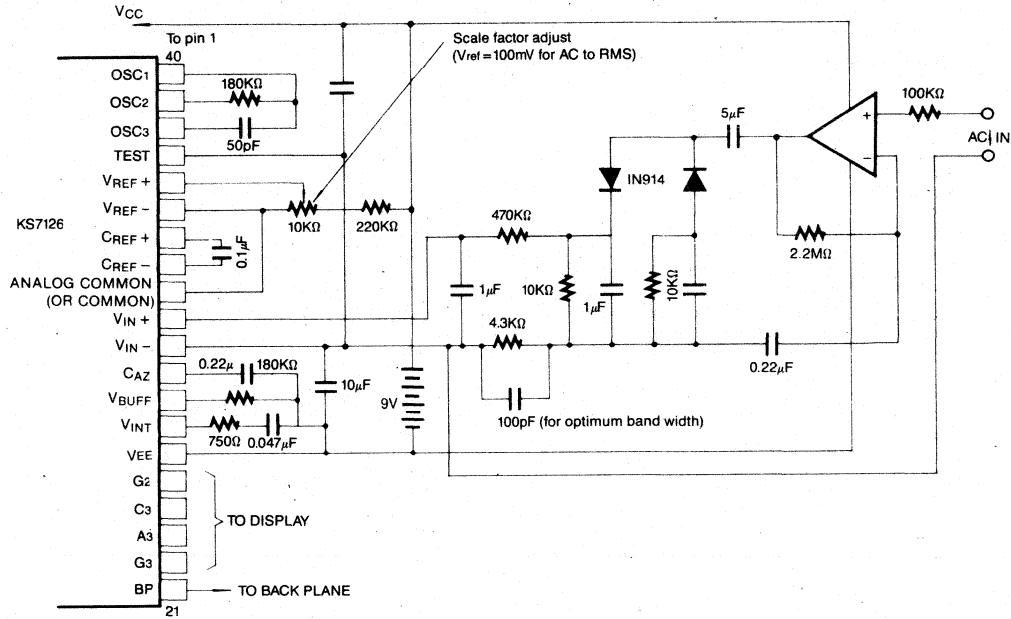 VCC
To pin 1
40
Scale factor adjust
(Vref=100mV for AC to RMS)
OSC1
180KΩ
OSC2
OSC3
50pF
TEST
VREF +
VREF −
10KΩ
220KΩ
KS7126
CREF +
0.1μF
CREF −
ANALOG COMMON
(OR COMMON)
VIN +
VIN −
100KΩ
5μF
+
−
AC IN
IN914
470KΩ
2.2MΩ
1μF
10KΩ
1μF
10KΩ
4.3KΩ
0.22μF
100pF (for optimum band width)
CAZ
0.22μ
180KΩ
10μF
VBUFF
9V
VINT
750Ω
0.047μF
VEE
G2
C3
TO DISPLAY
A3
G3
BP
TO BACK PLANE
21